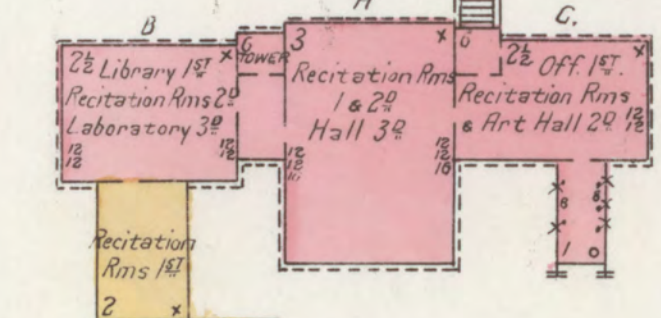 B
A
C.
2½ Library 1ST
Recitation Rms 2D
Laboratory 3D
x
12
12
12
12
6
TOWER
3
x
Recitation Rms
1 & 2D
Hall 3D
12
12
16
12
12
16
6
2½ Off. 1ST.
Recitation Rms
& Art Hall 2D
x
12
12
8
8
1
Recitation
Rms 1ST
2
x